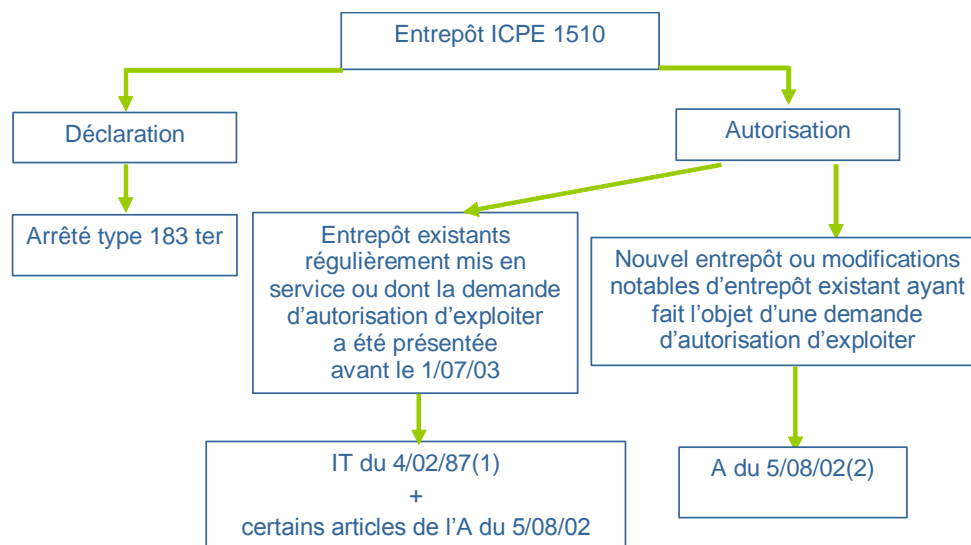 Entrepôt ICPE 1510
Déclaration
Autorisation
Arrêté type 183 ter
Entrepôt existants
régulièrement mis en
service ou dont la demande
d’autorisation d’exploiter
a été présentée
avant le 1/07/03
Nouvel entrepôt ou modifications
notables d’entrepôt existant ayant
fait l’objet d’une demande
d’autorisation d’exploiter
IT du 4/02/87(1)
+
certains articles de l’A du 5/08/02
A du 5/08/02(2)